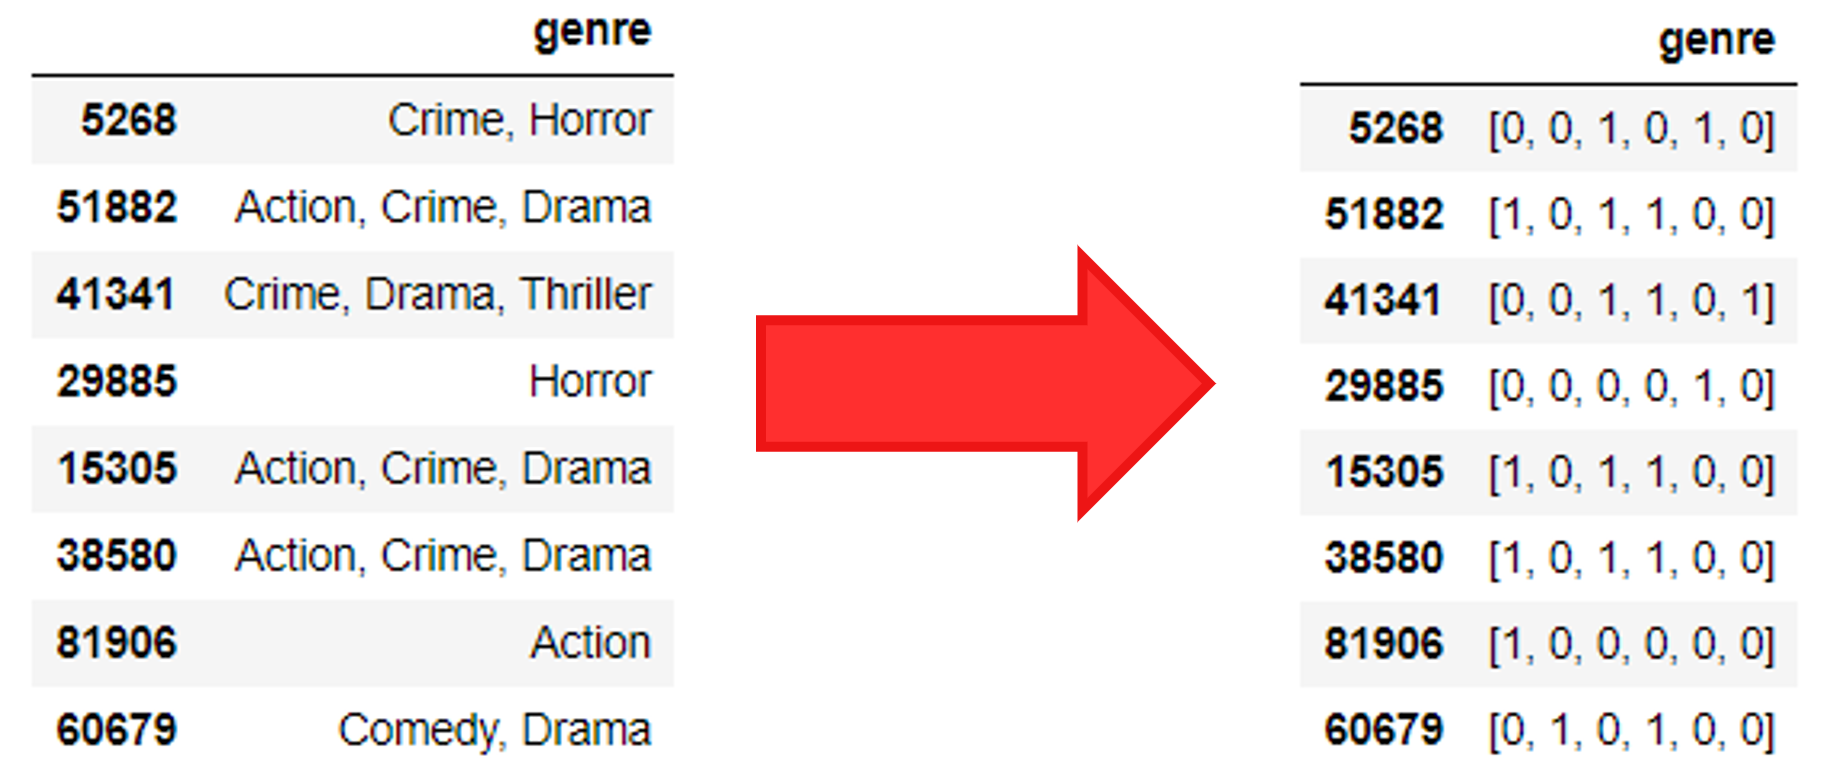 genre
5268 Crime, Horror
51882 Action, Crime, Drama
41341 Crime, Drama, Thriller
29885 Horror
15305 Action, Crime, Drama
38580 Action, Crime, Drama
81906 Action
60679 Comedy, Drama
genre
5268 [0, 0, 1, 0, 1, 0]
51882 [1, 0, 1, 1, 0, 0]
41341 [0, 0, 1, 1, 0, 1]
29885 [0, 0, 0, 0, 1, 0]
15305 [1, 0, 1, 1, 0, 0]
38580 [1, 0, 1, 1, 0, 0]
81906 [1, 0, 0, 0, 0, 0]
60679 [0, 1, 0, 1, 0, 0]